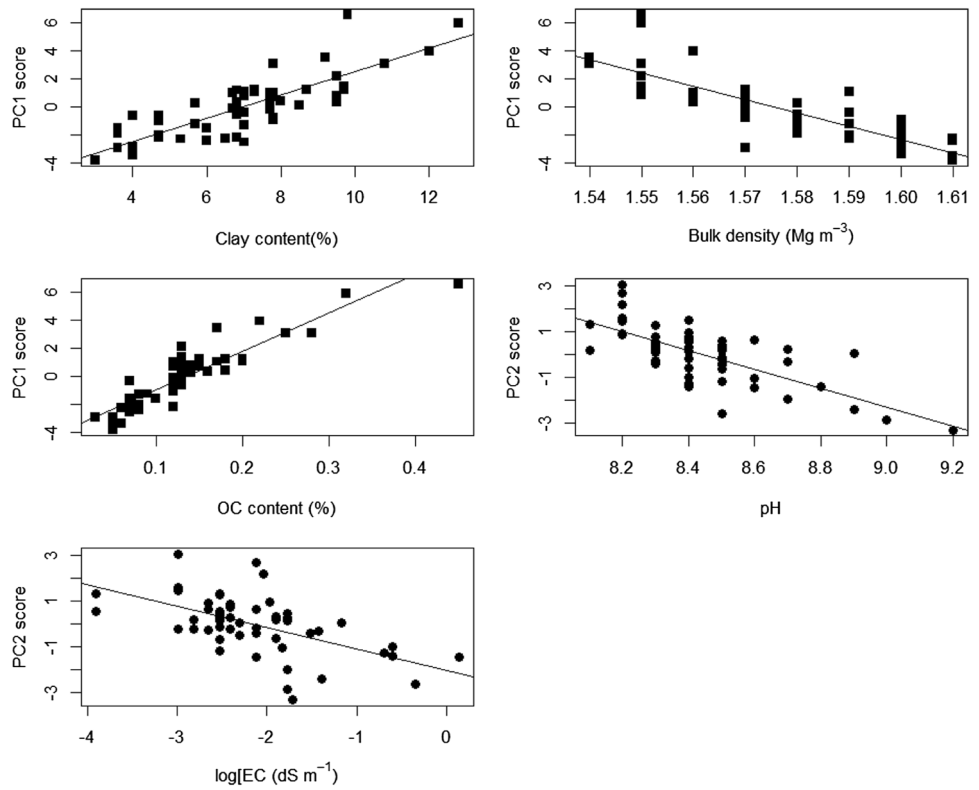 PC1 score
6
4
2
0
-4
4 6 8 10 12
Clay content(%)
PC1 score
6
4
2
0
-4
1.54 1.55 1.56 1.57 1.58 1.59 1.60 1.61
Bulk density (Mg m⁻³)
PC1 score
6
4
2
0
-4
0.1 0.2 0.3 0.4
OC content (%)
PC2 score
3
1
-1
-3
8.2 8.4 8.6 8.8 9.0 9.2
pH
PC2 score
3
1
-1
-3
-4 -3 -2 -1 0
log[EC (dS m⁻¹)